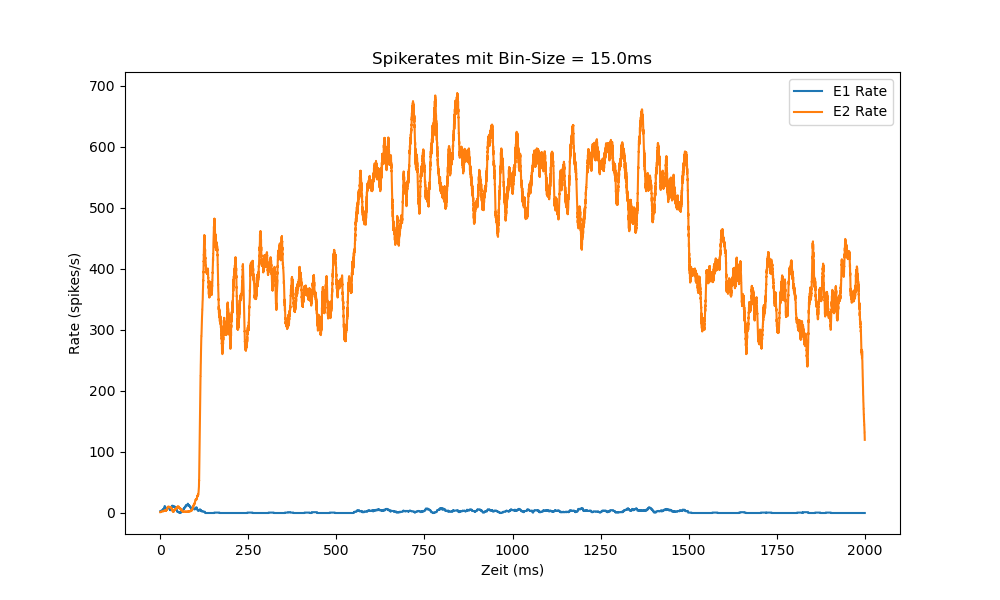 Spikerates mit Bin-Size = 15.0ms
E1 Rate
E2 Rate
Rate (spikes/s)
700
600
500
400
300
200
100
0
0 250 500 750 1000 1250 1500 1750 2000
Zeit (ms)